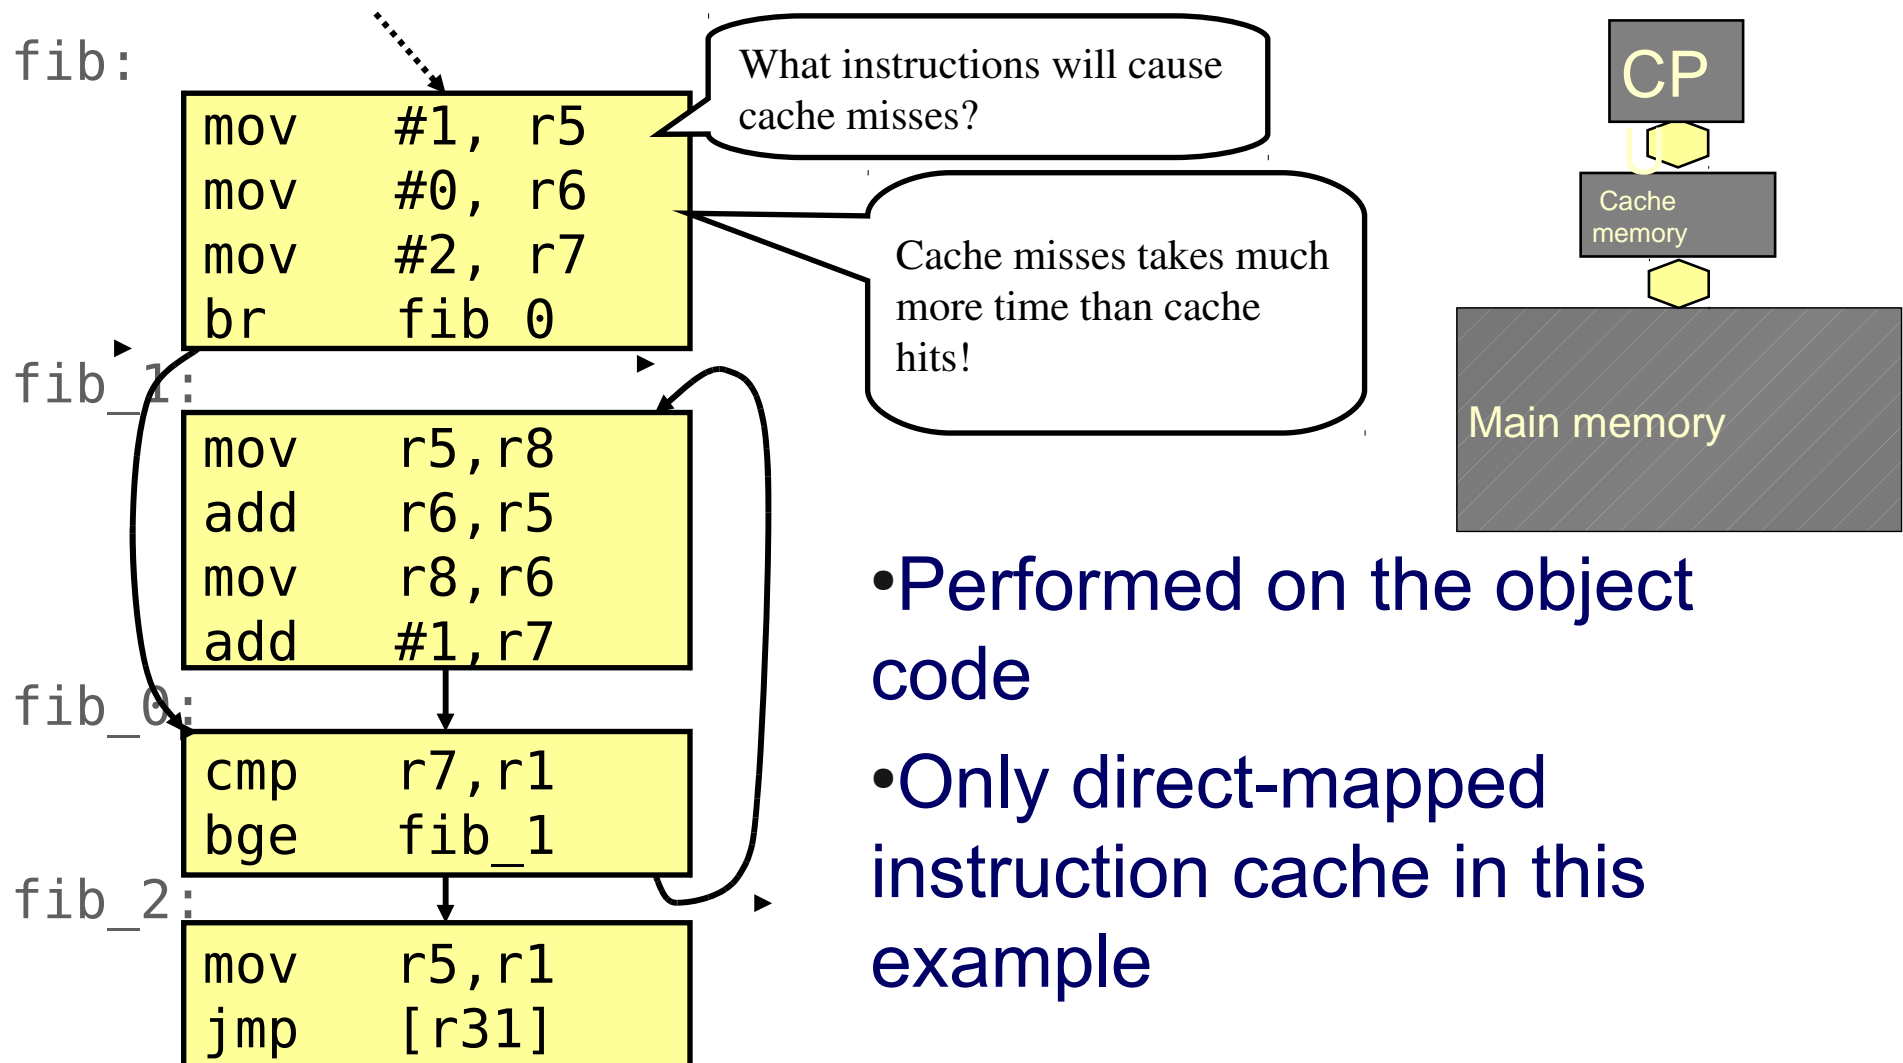 fib:
mov #1, r5
mov #0, r6
mov #2, r7
br fib 0
fib_1:
mov r5,r8
add r6,r5
mov r8,r6
add #1,r7
fib_0:
cmp r7,r1
bge fib_1
fib_2:
mov r5,r1
jmp [r31]
What instructions will cause
cache misses?
Cache misses takes much
more time than cache
hits!
CP
U
Cache
memory
Main memory
•Performed on the object
code
•Only direct-mapped
instruction cache in this
example